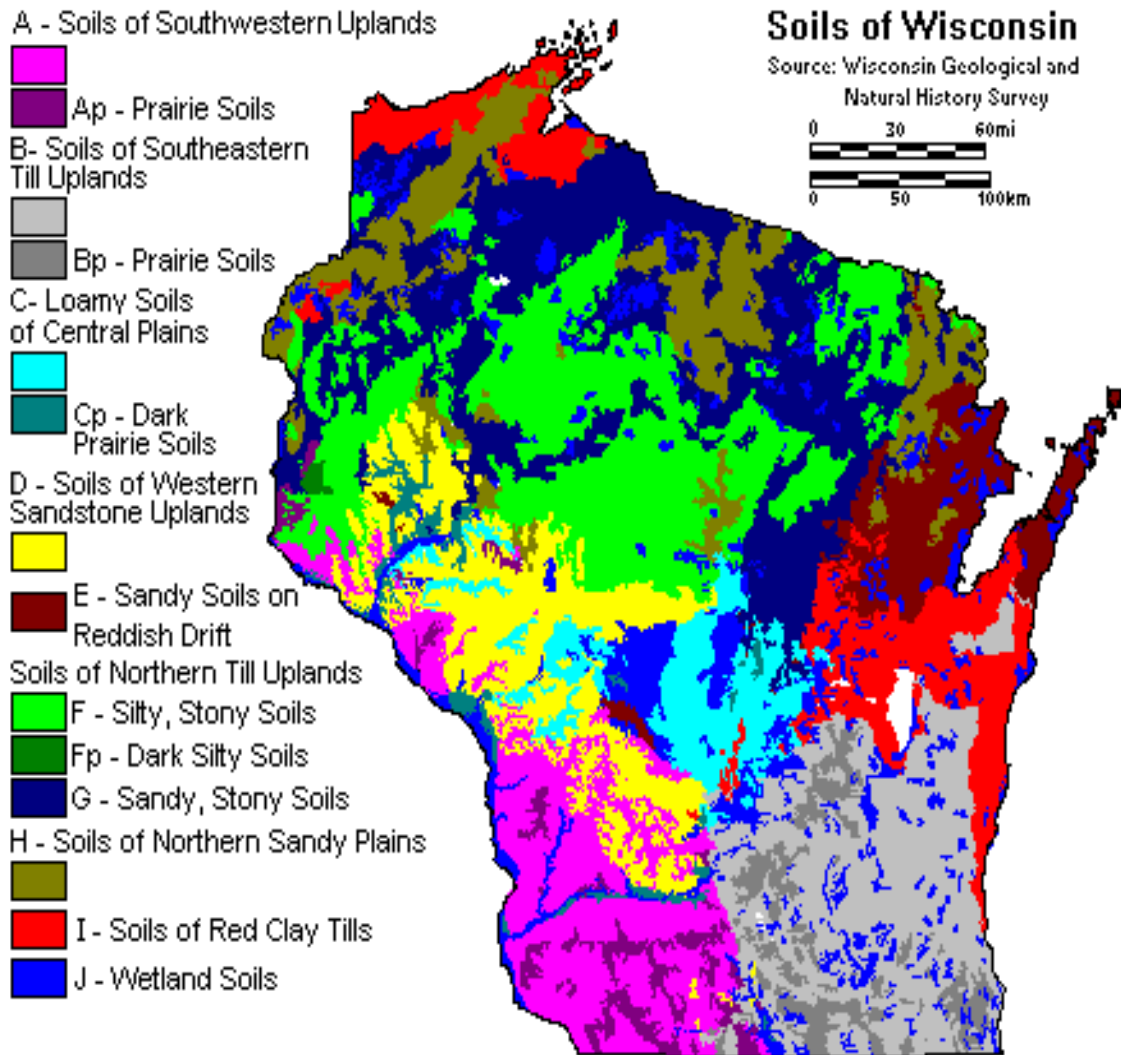 A - Soils of Southwestern Uplands
Ap - Prairie Soils
B- Soils of Southeastern
Till Uplands
Bp - Prairie Soils
C- Loamy Soils
of Central Plains
Cp - Dark
Prairie Soils
D - Soils of Western
Sandstone Uplands
E - Sandy Soils on
Reddish Drift
Soils of Northern Till Uplands
F - Silty, Stony Soils
Fp - Dark Silty Soils
G - Sandy, Stony Soils
H - Soils of Northern Sandy Plains
I - Soils of Red Clay Tills
J - Wetland Soils
Soils of Wisconsin
Source: Wisconsin Geological and
Natural History Survey
0 30 60mi
0 50 100km